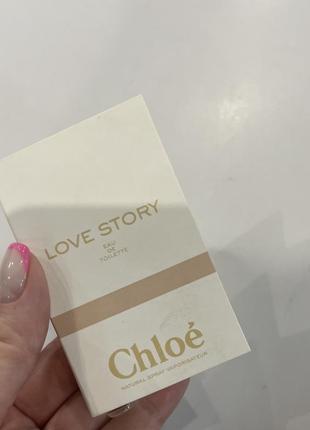 LOVE STORY
EAU
DE
TOILETTE
Chloé
NATURAL SPRAY VAPORISATEUR